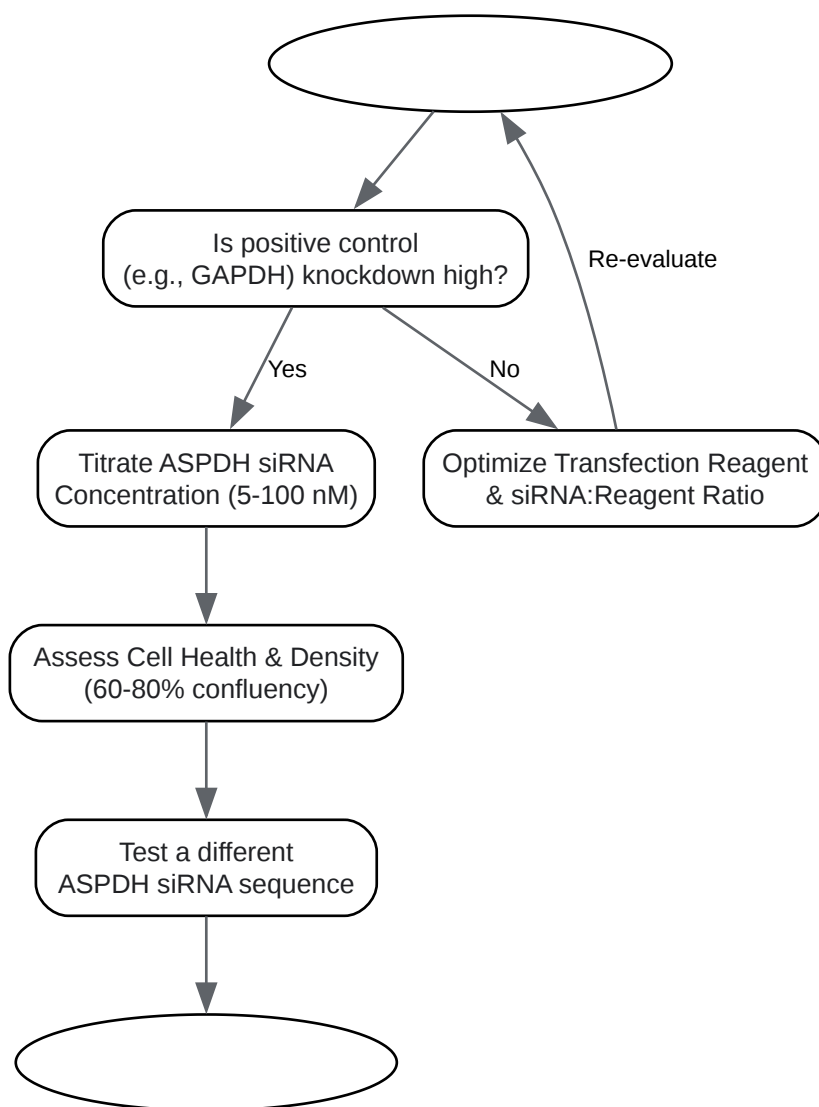 Is positive control
(e.g., GAPDH) knockdown high?
Re-evaluate
Yes
No
Titrate ASPDH siRNA
Concentration (5-100 nM)
Optimize Transfection Reagent
& siRNA:Reagent Ratio
Assess Cell Health & Density
(60-80% confluency)
Test a different
ASPDH siRNA sequence